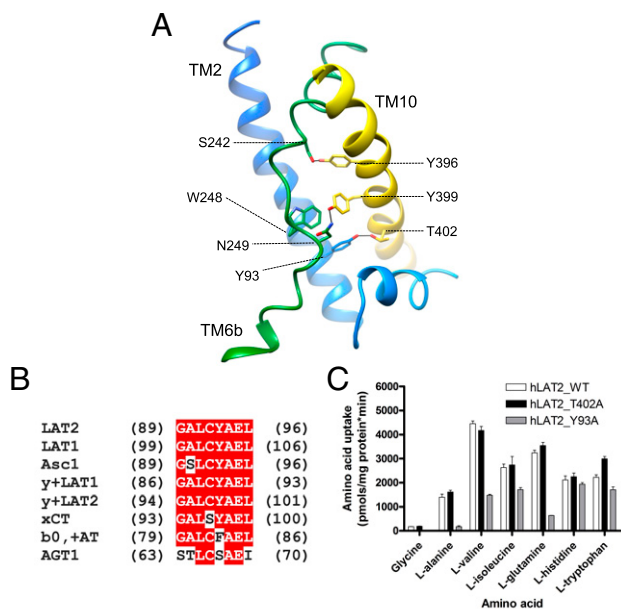 A
TM2
TM10
S242
Y396
W248
Y399
N249
T402
Y93
TM6b
B
LAT2 (89) GALCYAEL (96)
LAT1 (99) GALCYAEL (106)
Asc1 (89) GSLCYAEL (96)
y+LAT1 (86) GALCYAEL (93)
y+LAT2 (94) GALCYAEL (101)
xCT (93) GALSYAEL (100)
b0,+AT (79) GALCFAEL (86)
AGT1 (63) STLCSAEI (70)
C
Amino acid uptake
(pmols/mg protein*min)
6000
5000
4000
3000
2000
1000
0
hLAT2_WT
hLAT2_T402A
hLAT2_Y93A
Glycine
L-alanine
L-valine
L-isoleucine
L-glutamine
L-histidine
L-tryptophan
Amino acid